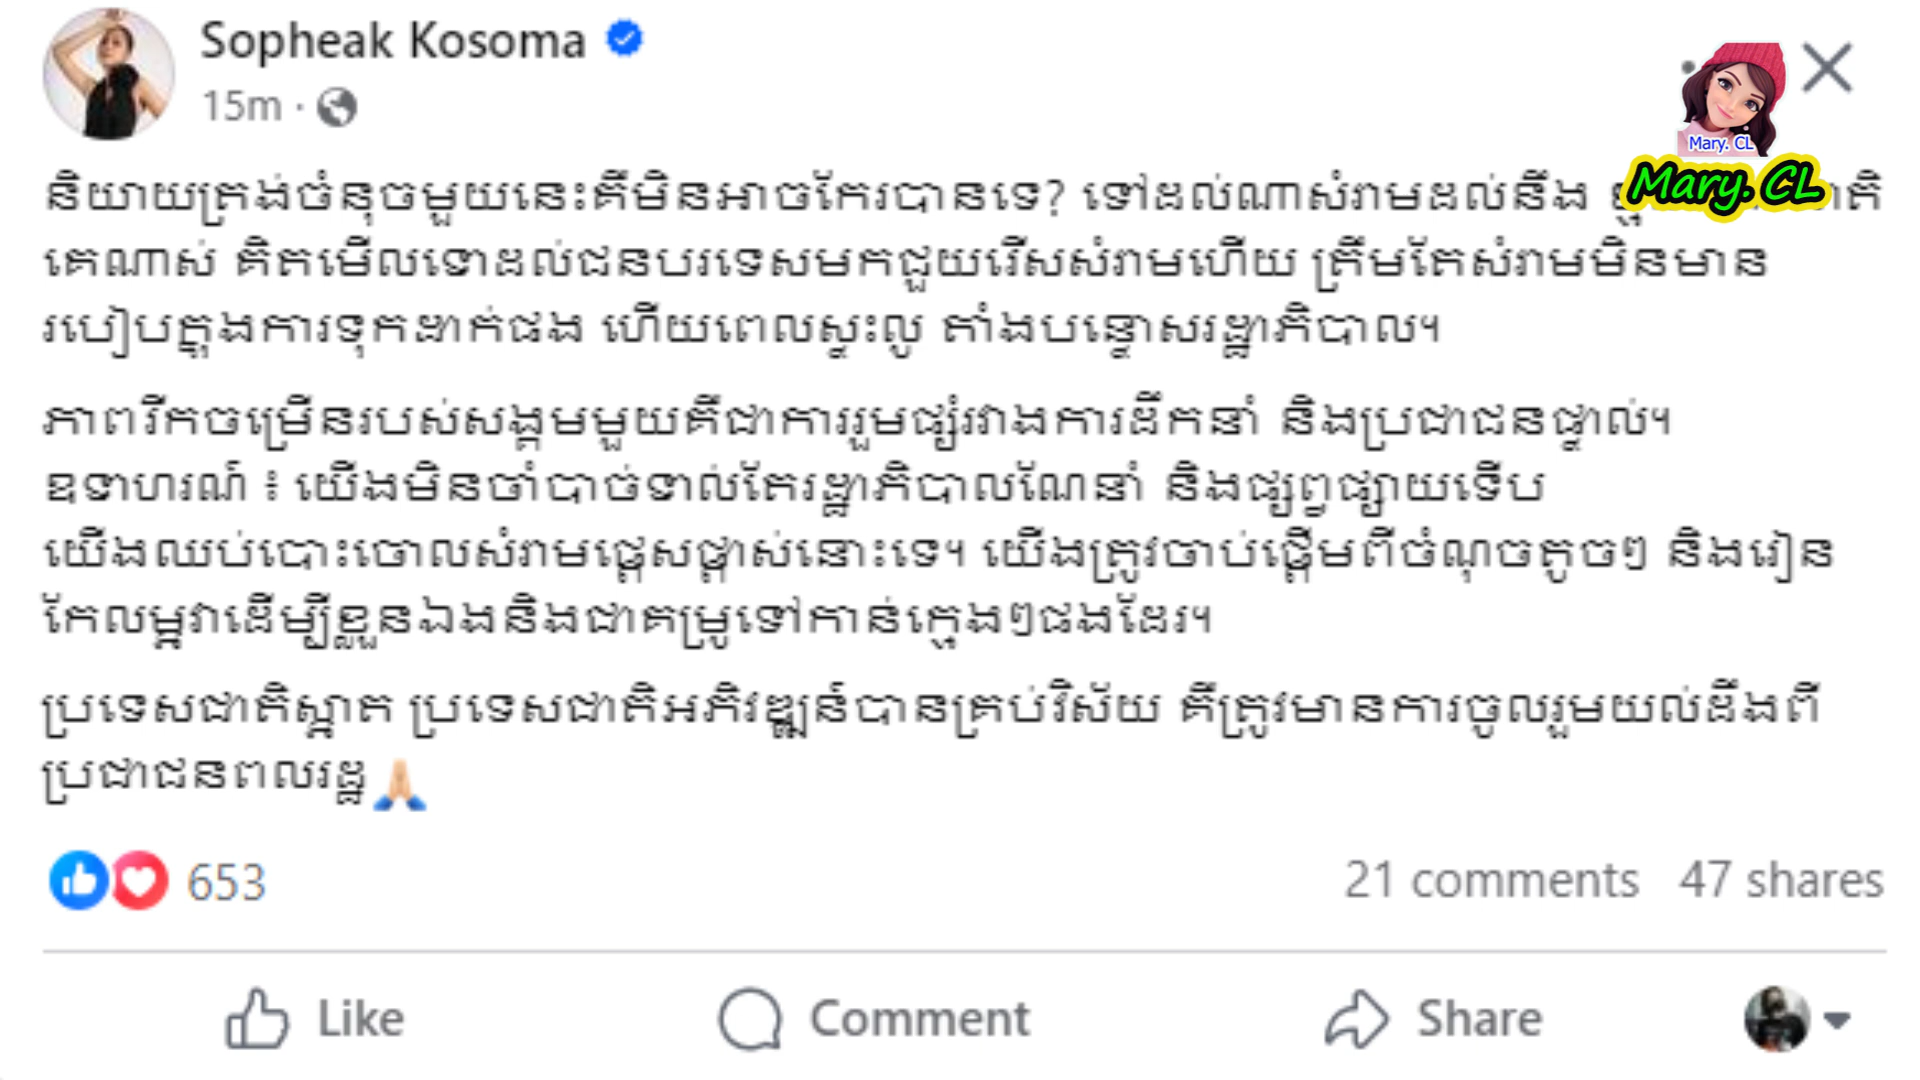 Sopheak Kosoma
15m
Mary. CL
Mary. CL
និយាយត្រង់ចំនុចមួយនេះគឺមិនអាចកែរបានទេ? ទៅដល់ណាសំរាមដល់នឹង
គេណាស់ គិតមើលទោដល់ជនបរទេសមកជួយរើសសំរាមហើយ គ្រឹមតែសំរាមមិនមាន
របៀបក្នុងការទុកដាក់ផង ហើយពេលស្ទះលូ តាំងបន្ទោសរដ្ឋាភិបាល។
ភាពរីកចម្រើនរបស់សង្គមមួយគឺជាការរួមផ្សំរវាងការដឹកនាំ និងប្រជាជនផ្ទាល់។
ឧទាហរណ៍ ៖ យើងមិនចាំបាច់ទាល់តែរដ្ឋាភិបាលណែនាំ និងផ្សព្វផ្សាយទើប
យើងឈប់បោះចោលសំរាមផ្តេសផ្តាស់នោះទេ។ យើងត្រូវចាប់ផ្តើមពីចំណុចតូចៗ និងរៀន
កែលម្អវាដើម្បីខ្លួនឯងនិងជាគម្រូទៅកាន់ក្មេងៗផងដែរ។
ប្រទេសជាតិស្អាត ប្រទេសជាតិអភិវឌ្ឍន៍បានគ្រប់វិស័យ គឺត្រូវមានការចូលរួមយល់ដឹងពី
ប្រជាជនពលរដ្ឋ🙏🏻
653
21 comments 47 shares
Like Comment Share